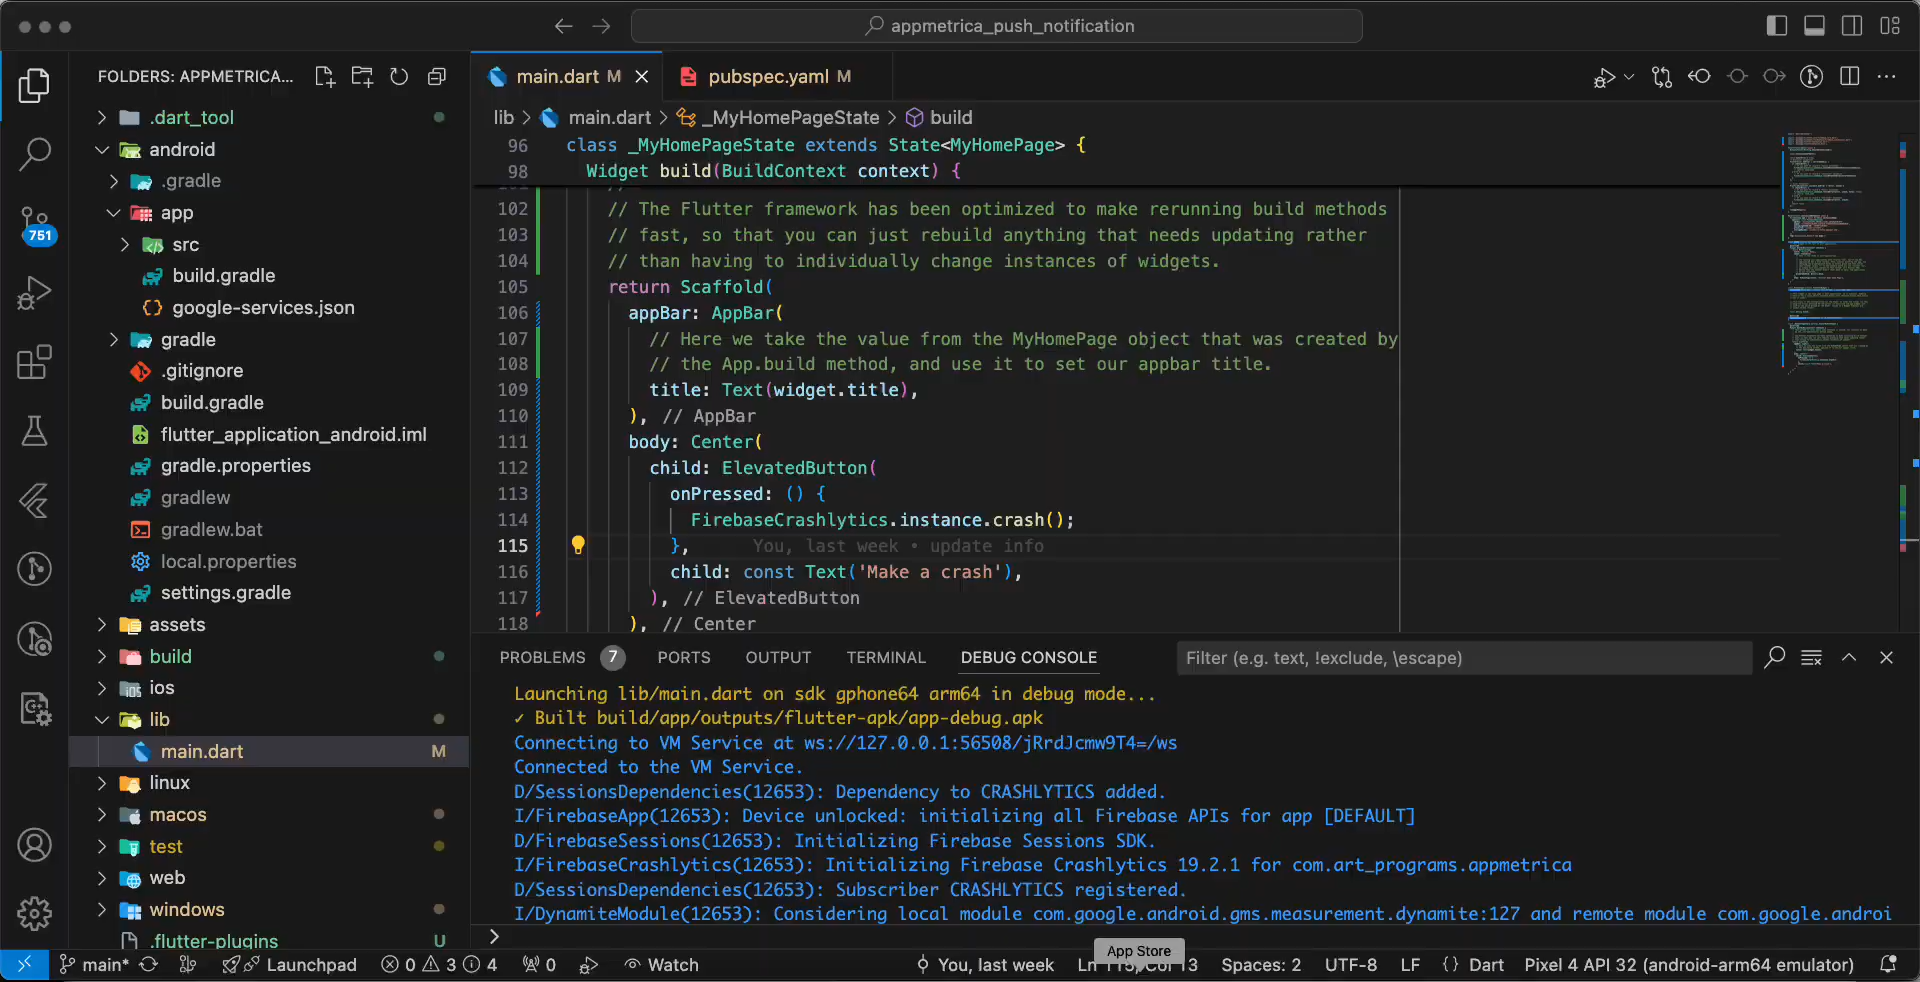 appmetrica_push_notification
FOLDERS: APPMETRICA...
.dart_tool
android
.gradle
app
src
build.gradle
google-services.json
gradle
.gitignore
build.gradle
flutter_application_android.iml
gradle.properties
gradlew
gradlew.bat
local.properties
settings.gradle
assets
build
ios
lib
main.dart M
linux
macos
test
web
windows
.flutter-plugins U
751
main.dart M
pubspec.yaml M
lib > main.dart > _MyHomePageState > build
96 class _MyHomePageState extends State<MyHomePage> {
98 Widget build(BuildContext context) {
102 // The Flutter framework has been optimized to make rerunning build methods
103 // fast, so that you can just rebuild anything that needs updating rather
104 // than having to individually change instances of widgets.
105 return Scaffold(
106 appBar: AppBar(
107 // Here we take the value from the MyHomePage object that was created by
108 // the App.build method, and use it to set our appbar title.
109 title: Text(widget.title),
110 ), // AppBar
111 body: Center(
112 child: ElevatedButton(
113 onPressed: () {
114 FirebaseCrashlytics.instance.crash();
115 }, You, last week • update info
116 child: const Text('Make a crash'),
117 ), // ElevatedButton
118 ), // Center
PROBLEMS 7 PORTS OUTPUT TERMINAL DEBUG CONSOLE Filter (e.g. text, !exclude, \escape)
Launching lib/main.dart on sdk gphone64 arm64 in debug mode...
✓ Built build/app/outputs/flutter-apk/app-debug.apk
Connecting to VM Service at ws://127.0.0.1:56508/jRrdJcmw9T4=/ws
Connected to the VM Service.
D/SessionsDependencies(12653): Dependency to CRASHLYTICS added.
I/FirebaseApp(12653): Device unlocked: initializing all Firebase APIs for app [DEFAULT]
D/FirebaseSessions(12653): Initializing Firebase Sessions SDK.
I/FirebaseCrashlytics(12653): Initializing Firebase Crashlytics 19.2.1 for com.art_programs.appmetrica
D/SessionsDependencies(12653): Subscriber CRASHLYTICS registered.
I/DynamiteModule(12653): Considering local module com.google.android.gms.measurement.dynamite:127 and remote module com.google.androi
App Store
main* Launchpad 0 3 4 0 Watch You, last week Ln 115, Col 13 Spaces: 2 UTF-8 LF {} Dart Pixel 4 API 32 (android-arm64 emulator)